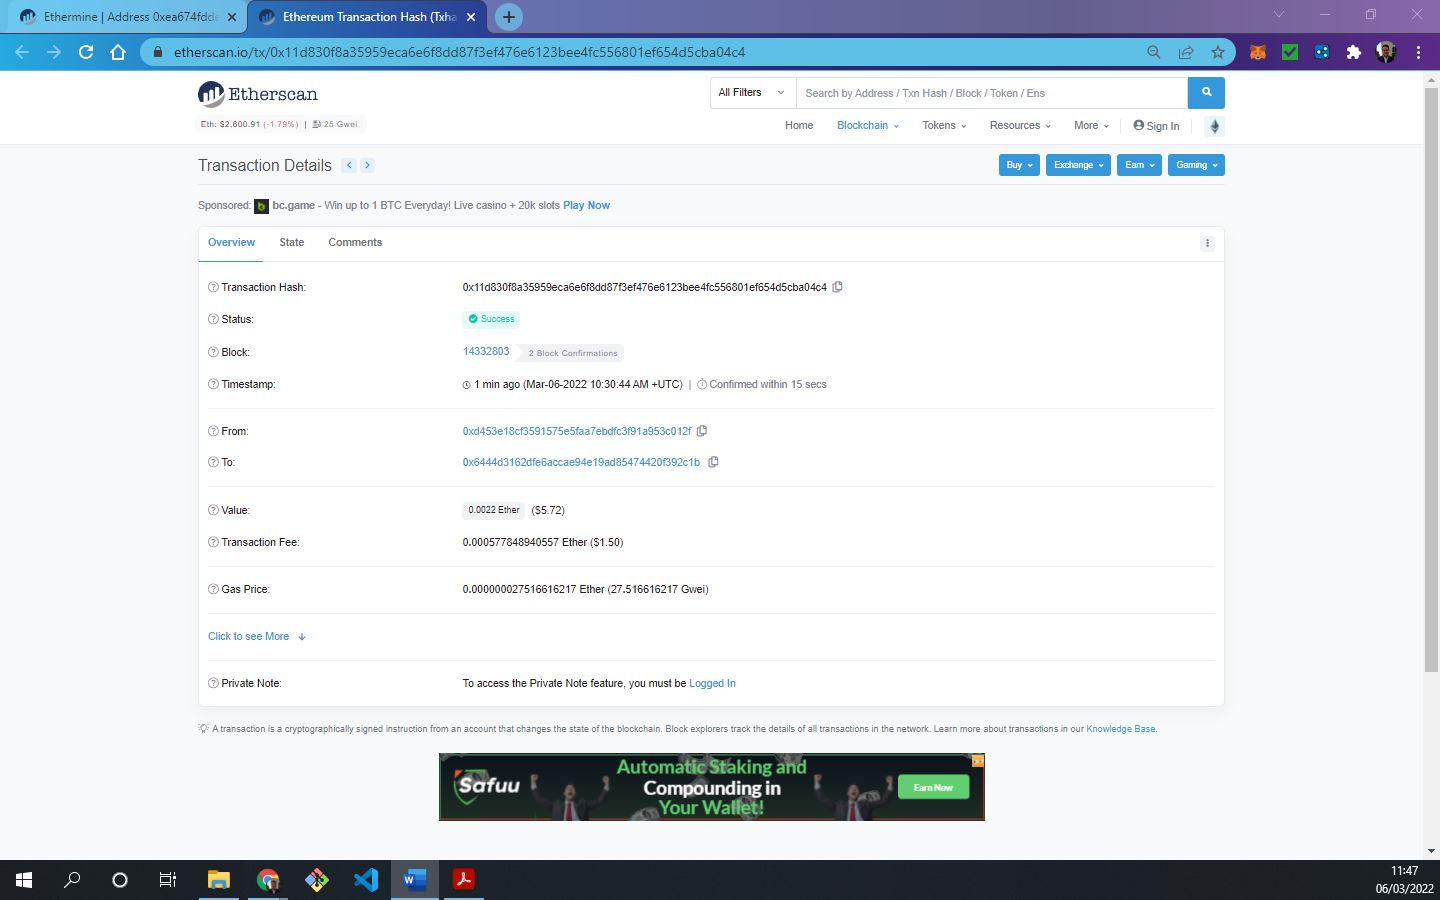 Ethermine | Address 0xea674fdde
Ethereum Transaction Hash (Txha
etherscan.io/tx/0x11d830f8a35959eca6e6f8dd87f3ef476e6123bee4fc556801ef654d5cba04c4
Etherscan
All Filters
Search by Address / Txn Hash / Block / Token / Ens
Eth: $2,600.91 (-1.79%) | 25 Gwei
Home Blockchain Tokens Resources More Sign In
Transaction Details
Buy Exchange Earn Gaming
Sponsored: bc.game - Win up to 1 BTC Everyday! Live casino + 20k slots Play Now
Overview State Comments
Transaction Hash: 0x11d830f8a35959eca6e6f8dd87f3ef476e6123bee4fc556801ef654d5cba04c4
Status: Success
Block: 14332803 2 Block Confirmations
Timestamp: 1 min ago (Mar-06-2022 10:30:44 AM +UTC) | Confirmed within 15 secs
From: 0xd453e18cf3591575e5faa7ebdfc3f91a953c012f
To: 0x6444d3162dfe6accae94e19ad85474420f392c1b
Value: 0.0022 Ether ($5.72)
Transaction Fee: 0.000577848940557 Ether ($1.50)
Gas Price: 0.000000027516616217 Ether (27.516616217 Gwei)
Click to see More
Private Note: To access the Private Note feature, you must be Logged In
A transaction is a cryptographically signed instruction from an account that changes the state of the blockchain. Block explorers track the details of all transactions in the network. Learn more about transactions in our Knowledge Base.
Safuu
Automatic Staking and
Compounding in
Your Wallet!
Earn Now
11:47
06/03/2022